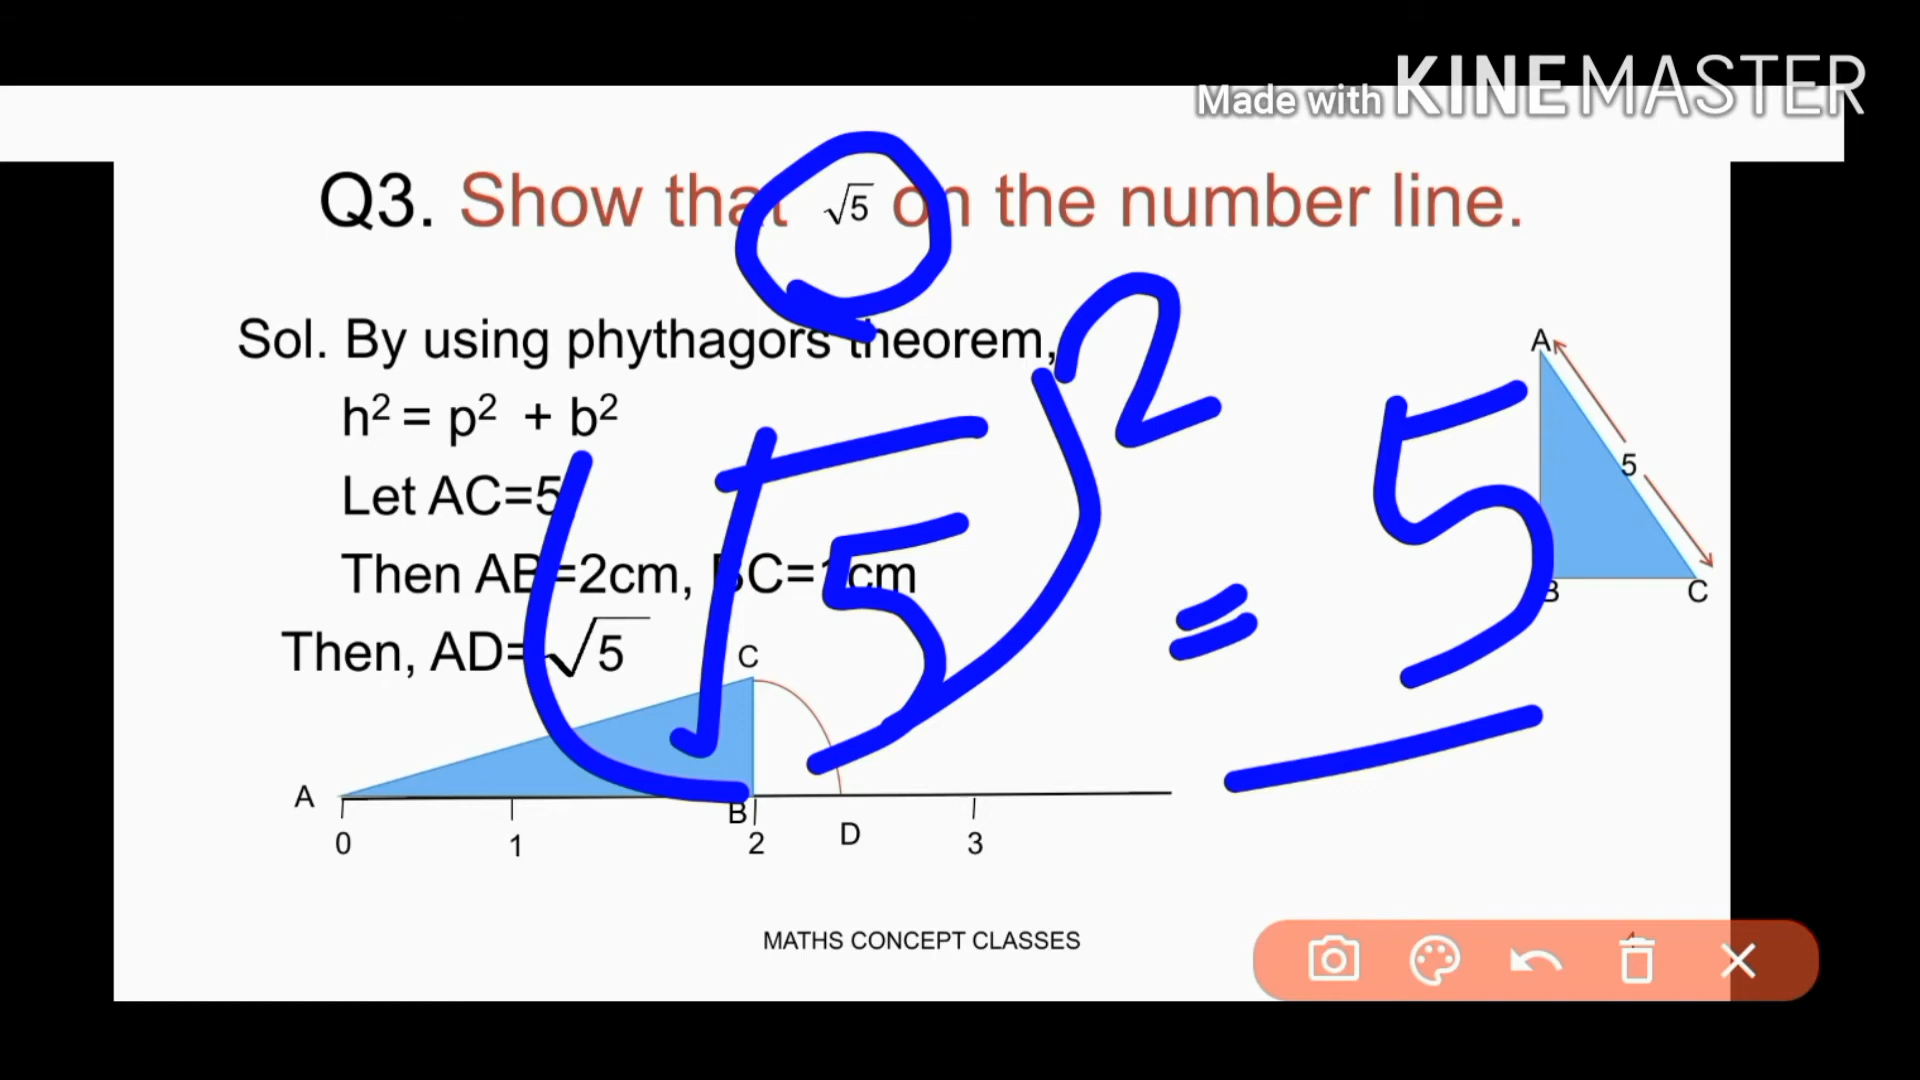 Made with KINEMASTER
Q3. Show that √5 on the number line.
Sol. By using phythagors theorem,
h² = p² + b²
Let AC=5
Then AB=2cm, BC=1cm
Then, AD=√5
(√5)² = 5
A
5
B C
C
A B D
0 1 2 3
MATHS CONCEPT CLASSES